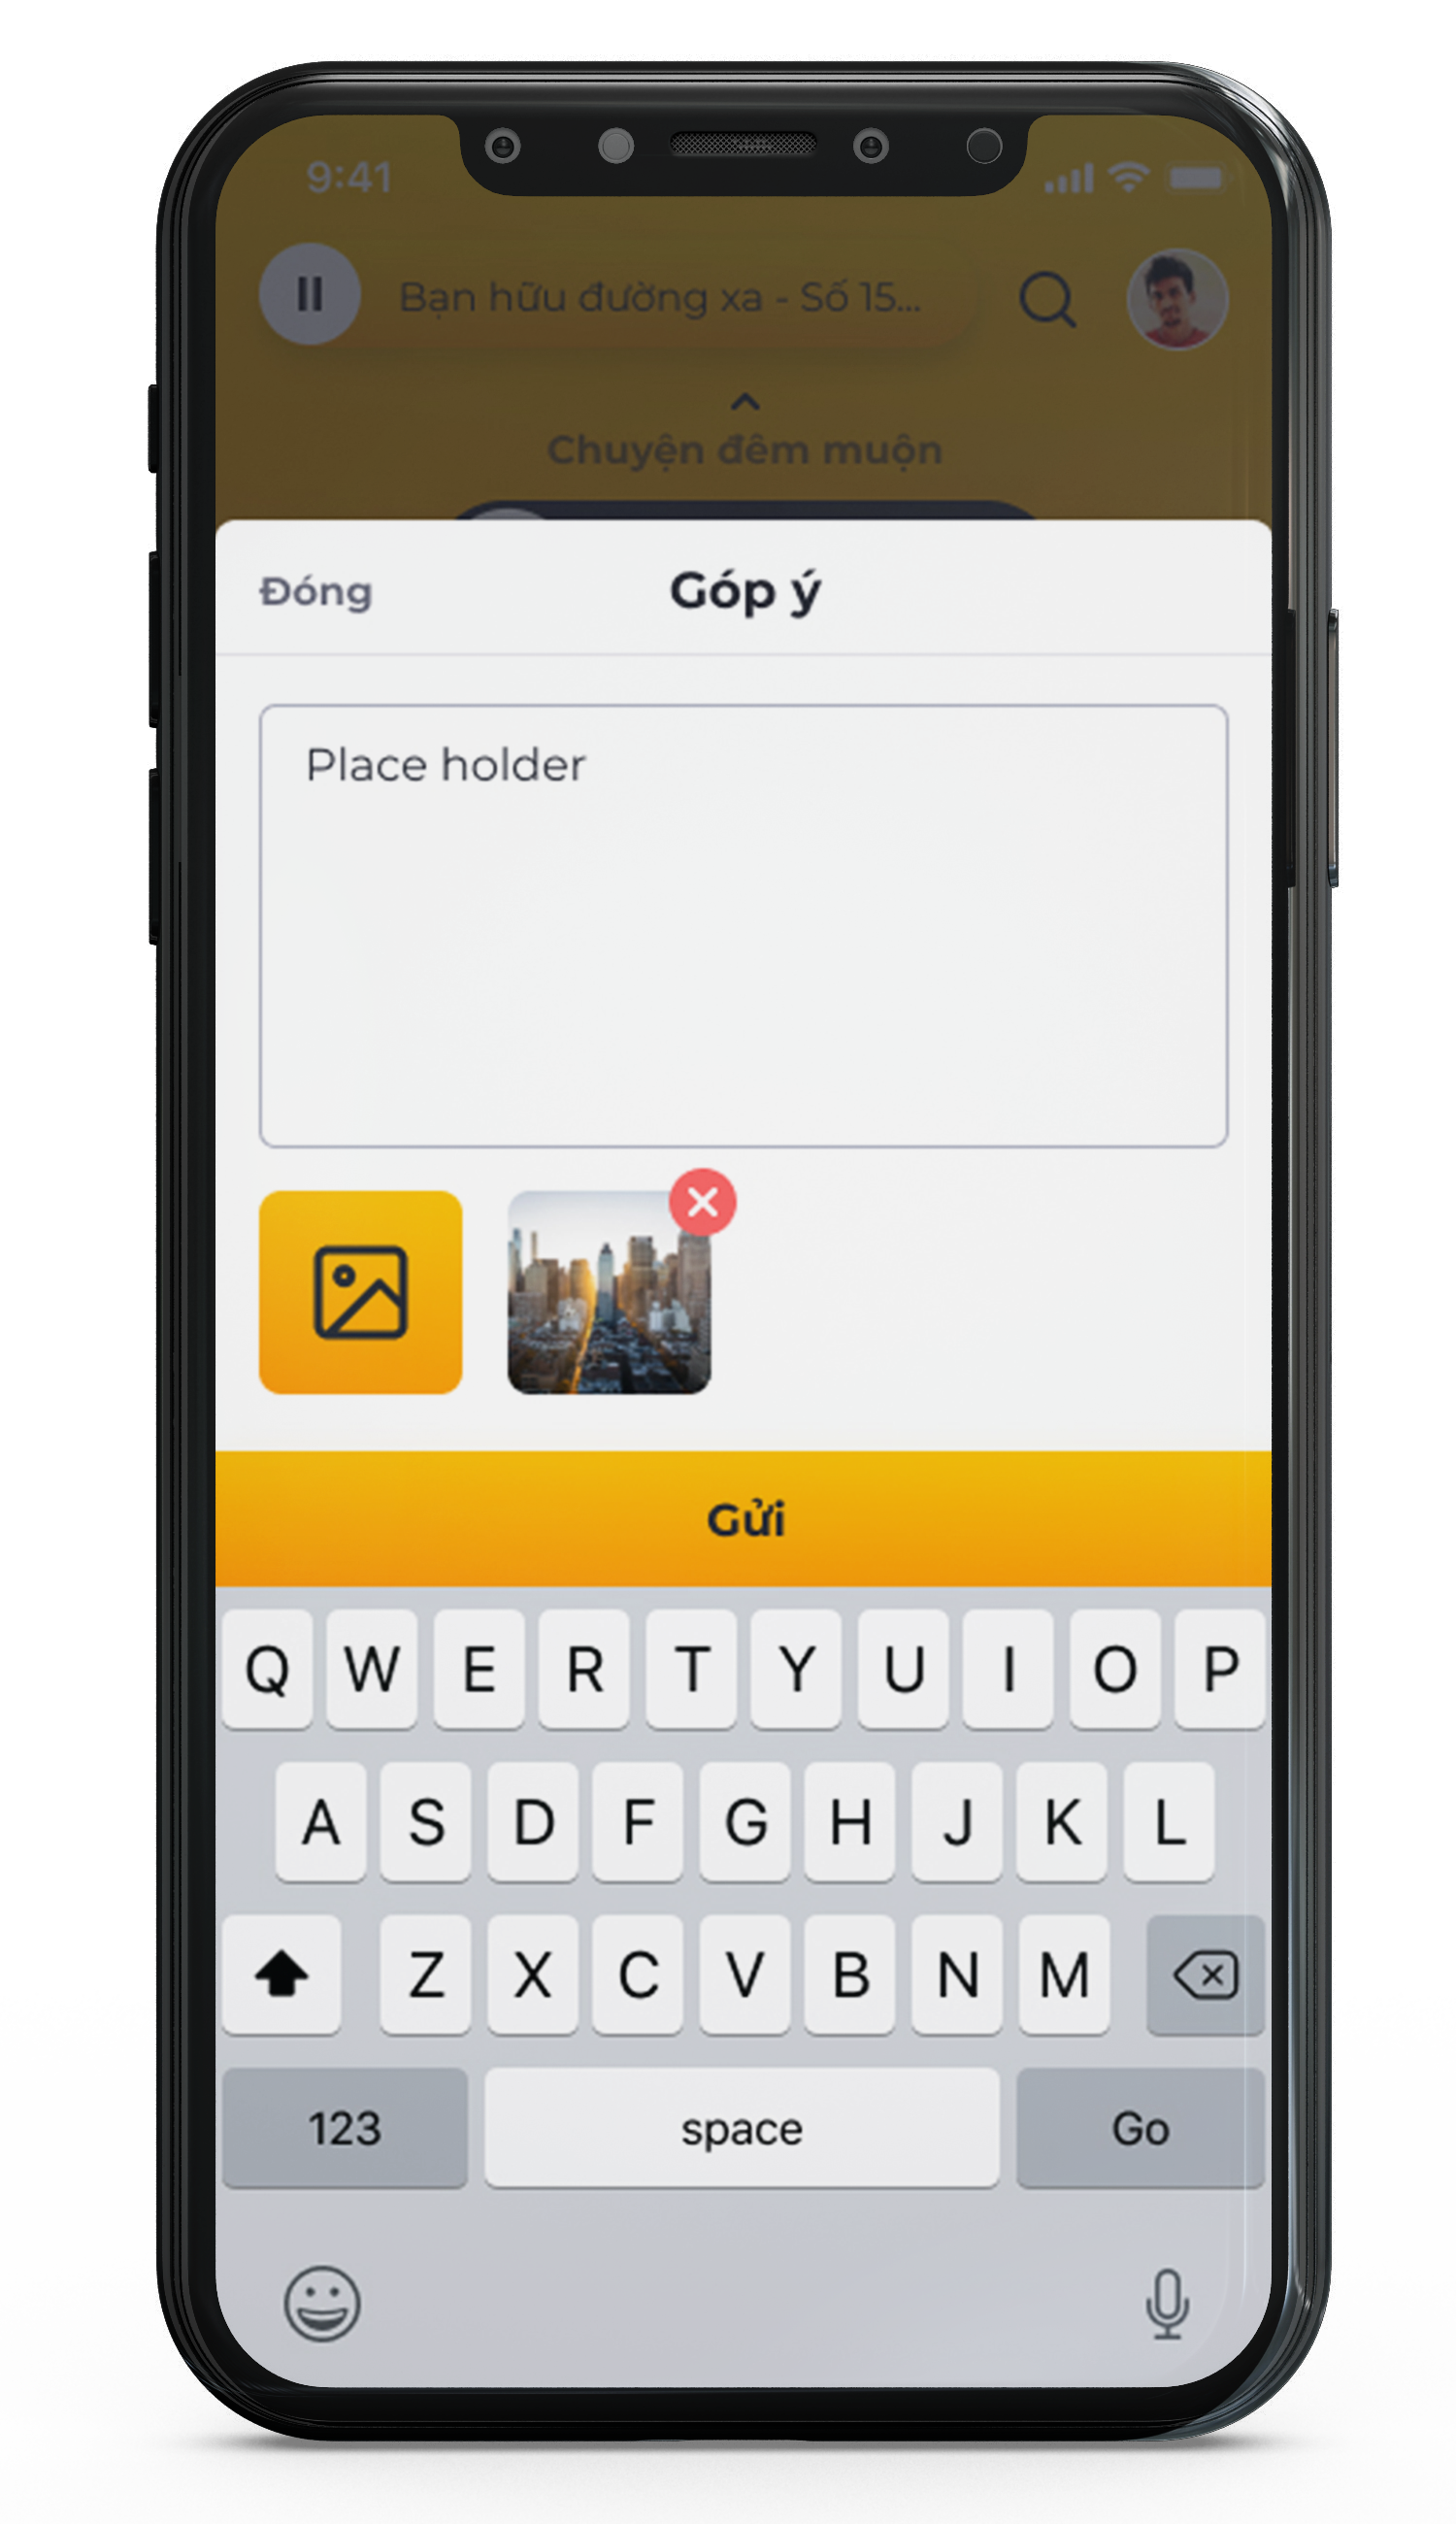 9:41
Bạn hữu đường xa - Số 15...
Chuyện đêm muộn
Đóng
Góp ý
Place holder
Gửi
Q W E R T Y U I O P
A S D F G H J K L
Z X C V B N M
123 space Go